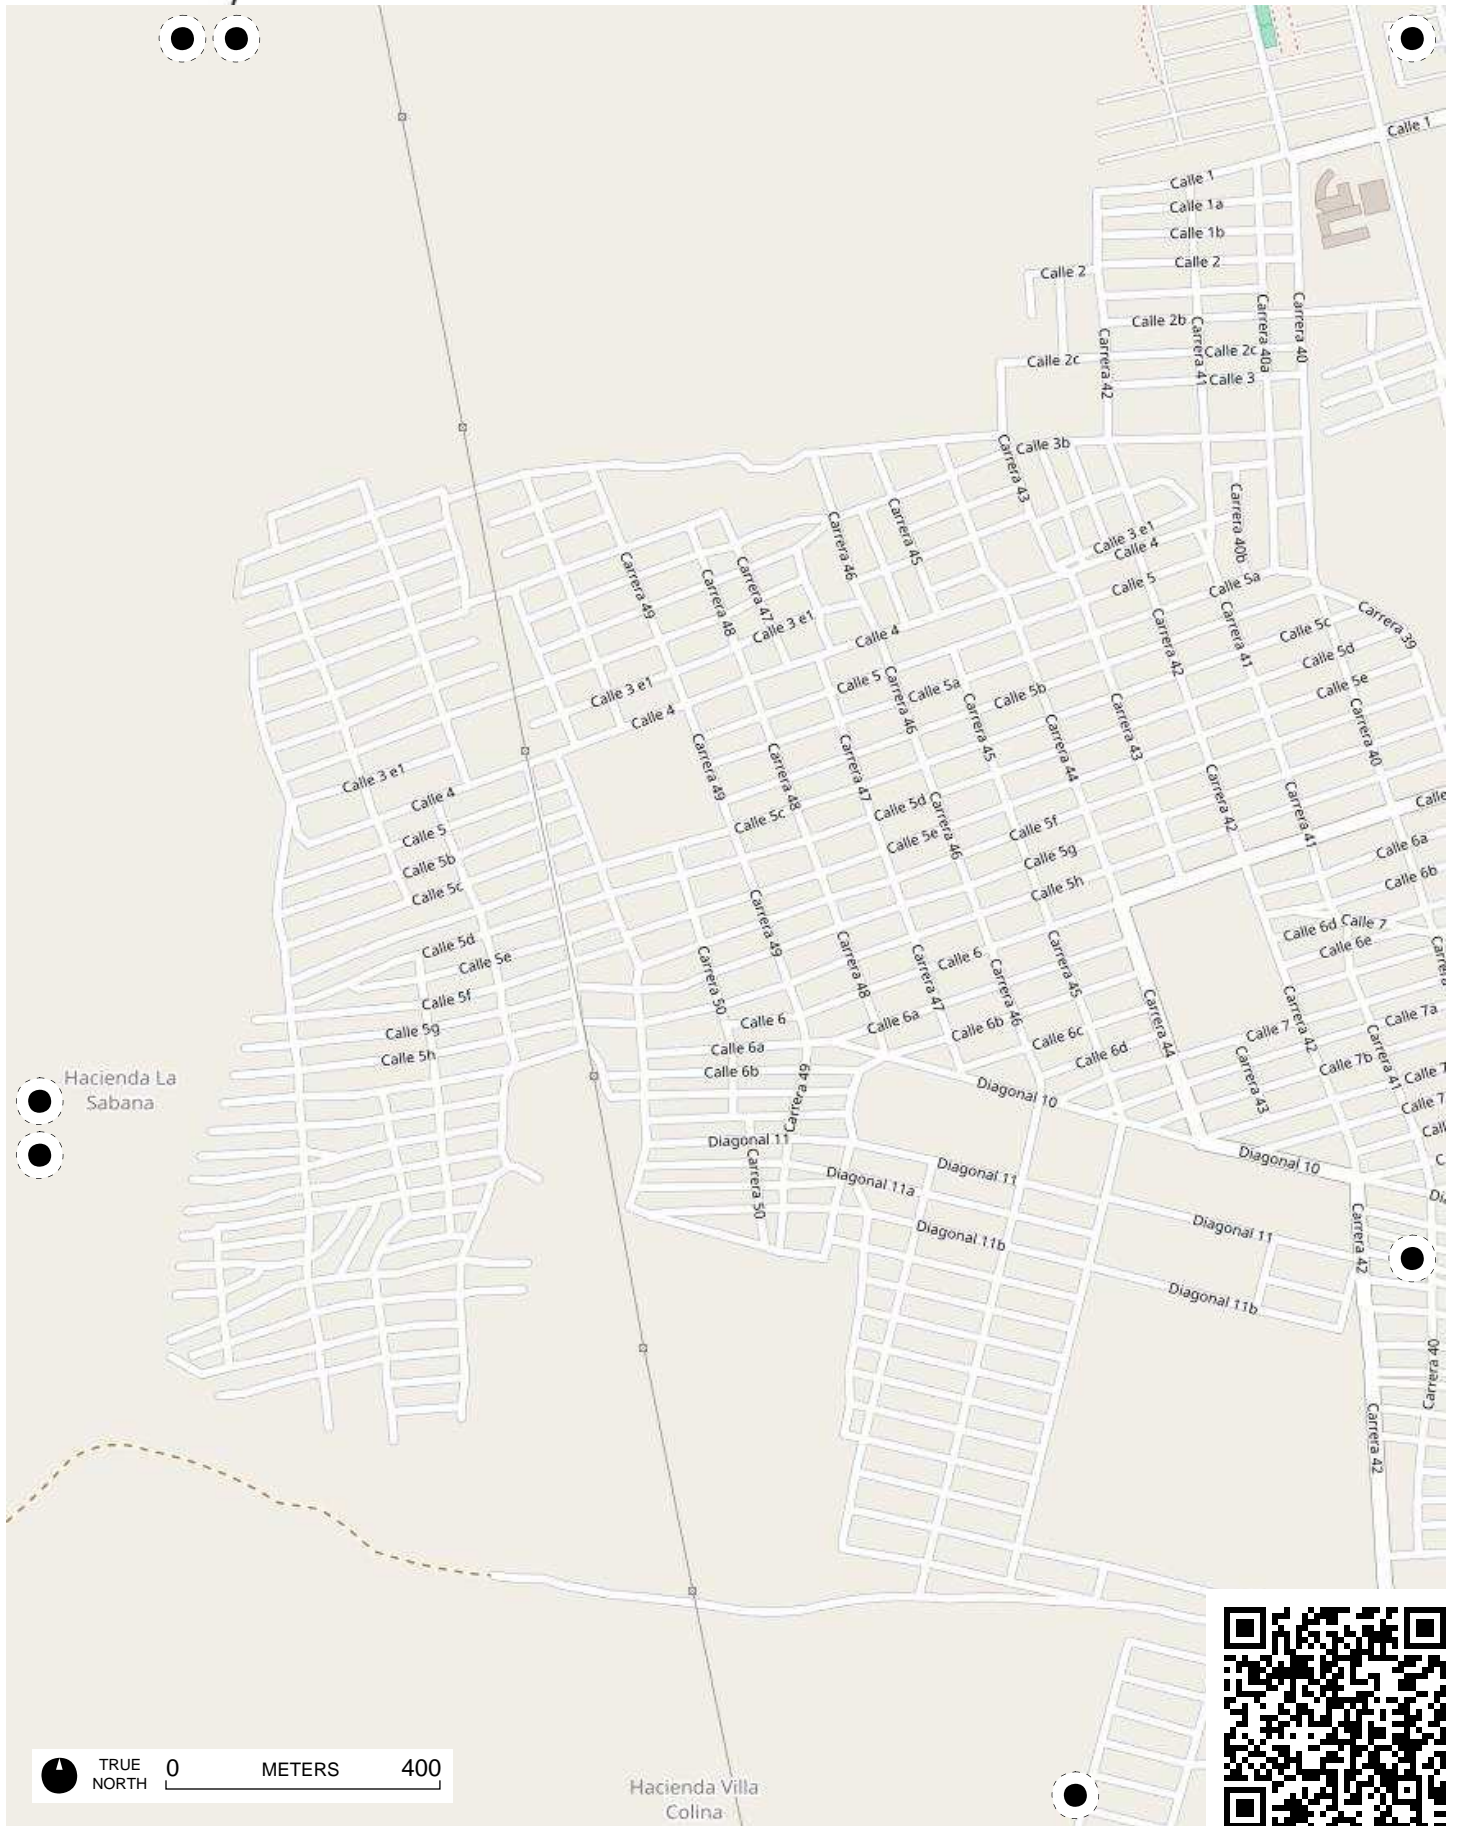 Calle 1
Calle 1
Calle 1a
Calle 1b
Calle 2
Calle 2
Calle 2b
Carrera 40a
Carrera 40
Carrera 41
Carrera 42
Calle 2c
Calle 2c
Calle 3
Calle 3b
Carrera 43
Carrera 45
Carrera 46
Carrera 40b
Calle 3 e1
Calle 4
Carrera 49
Carrera 48
Carrera 47
Calle 5
Calle 5a
Carrera 39
Calle 3 e1
Calle 4
Carrera 42
Carrera 41
Calle 5c
Calle 5d
Calle 5e
Calle 5
Calle 5a
Calle 5b
Calle 3 e1
Calle 4
Carrera 46
Carrera 45
Carrera 44
Carrera 43
Carrera 40
Carrera 49
Carrera 48
Carrera 47
Calle 3 e1
Calle 4
Calle 5
Calle 5b
Calle 5c
Calle 5c
Calle 5d
Calle 5e
Carrera 46
Calle 5f
Calle 5g
Calle 5h
Carrera 42
Carrera 41
Calle
Calle 6a
Calle 6b
Calle 5d
Calle 5e
Calle 5f
Calle 5g
Calle 5h
Carrera 49
Carrera 50
Carrera 48
Carrera 47
Calle 6
Carrera 46
Carrera 45
Calle 6d
Calle 7
Calle 6e
Calle 6
Calle 6a
Calle 6b
Calle 6a
Calle 6b
Calle 6c
Calle 6d
Carrera 44
Calle 7
Carrera 42
Calle 7a
Carrera 41
Calle 7b
Carrera 43
Hacienda La
Sabana
Carrera 49
Diagonal 10
Diagonal 11
Carrera 50
Diagonal 11
Diagonal 11a
Diagonal 11b
Diagonal 10
Diagonal 11
Diagonal 11b
Carrera 42
Carrera 40
Carrera 42
TRUE
NORTH
0 METERS 400
Hacienda Villa
Colina